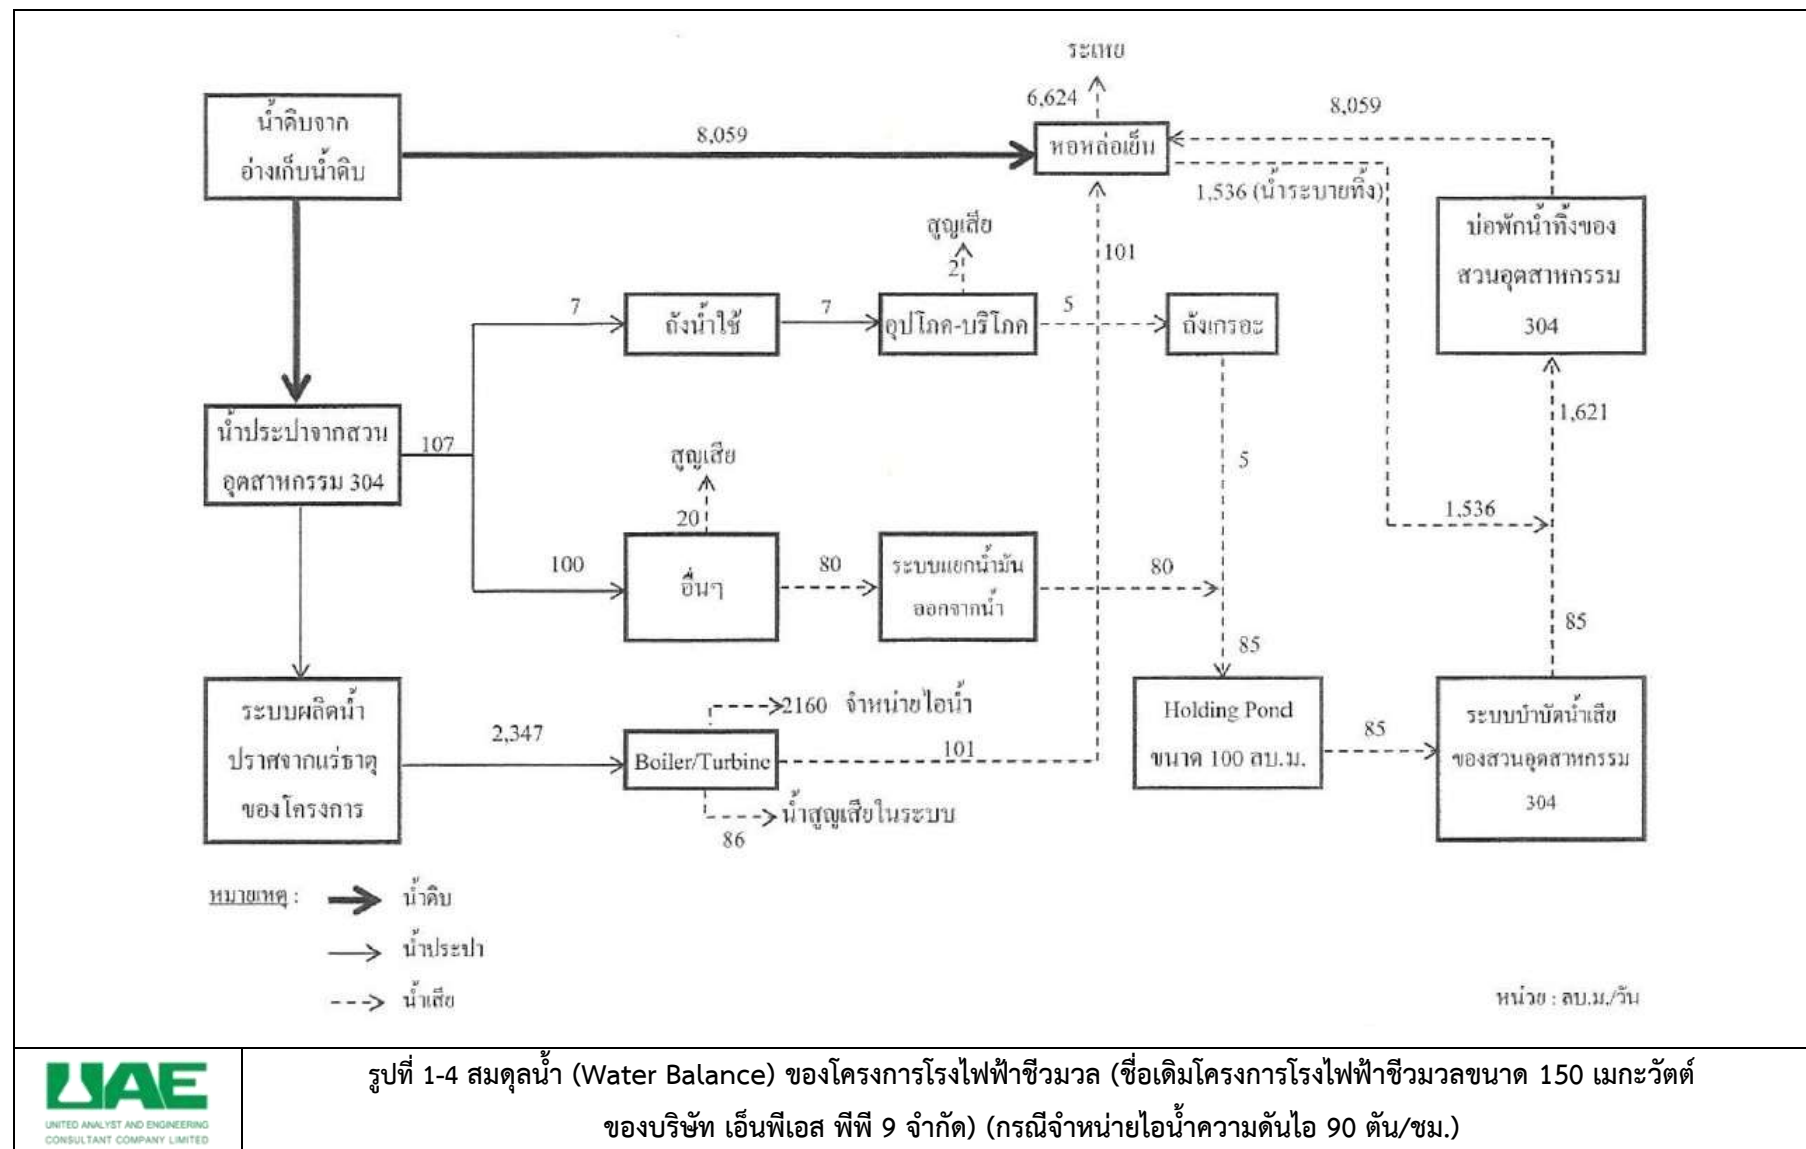 ระเหย
6,624
8,059
น้ำดิบจาก
อ่างเก็บน้ำดิบ
8,059
หอหล่อเย็น
1,536 (น้ำระบายทิ้ง)
บ่อพักน้ำทิ้งของ
สวนอุตสาหกรรม
304
สูญเสีย
2
101
7
ถังน้ำใช้
7
อุปโภค-บริโภค
5
ถังเกรอะ
น้ำประปาจากสวน
อุตสาหกรรม 304
107
1,621
สูญเสีย
5
20
1,536
100
อื่นๆ
80
ระบบแยกน้ำมัน
ออกจากน้ำ
80
85
85
ระบบผลิตน้ำ
ปราศจากแร่ธาตุ
ของโครงการ
2,347
2160 จำหน่ายไอน้ำ
Boiler/Turbine
101
น้ำสูญเสียในระบบ
86
Holding Pond
ขนาด 100 ลบ.ม.
85
ระบบบำบัดน้ำเสีย
ของสวนอุตสาหกรรม
304
หมายเหตุ :
น้ำดิบ
น้ำประปา
น้ำเสีย
หน่วย : ลบ.ม./วัน
UAE
UNITED ANALYST AND ENGINEERING
CONSULTANT COMPANY LIMITED
รูปที่ 1-4 สมดุลน้ำ (Water Balance) ของโครงการโรงไฟฟ้าชีวมวล (ชื่อเดิมโครงการโรงไฟฟ้าชีวมวลขนาด 150 เมกะวัตต์
ของบริษัท เอ็นพีเอส พีพี 9 จำกัด) (กรณีจำหน่ายไอน้ำความดันไอ 90 ตัน/ชม.)